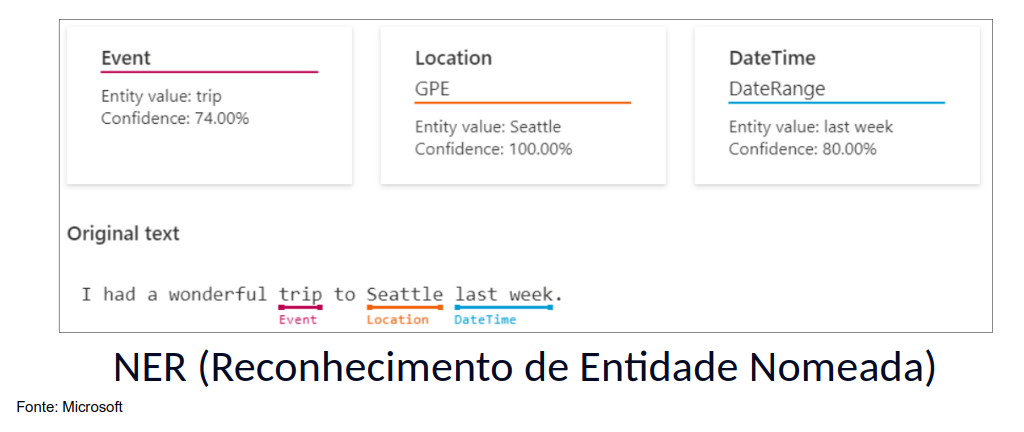 Event
Entity value: trip
Confidence: 74.00%
Location
GPE
Entity value: Seattle
Confidence: 100.00%
DateTime
DateRange
Entity value: last week
Confidence: 80.00%
Original text
I had a wonderful trip to Seattle last week.
Event Location DateTime
NER (Reconhecimento de Entidade Nomeada)
Fonte: Microsoft